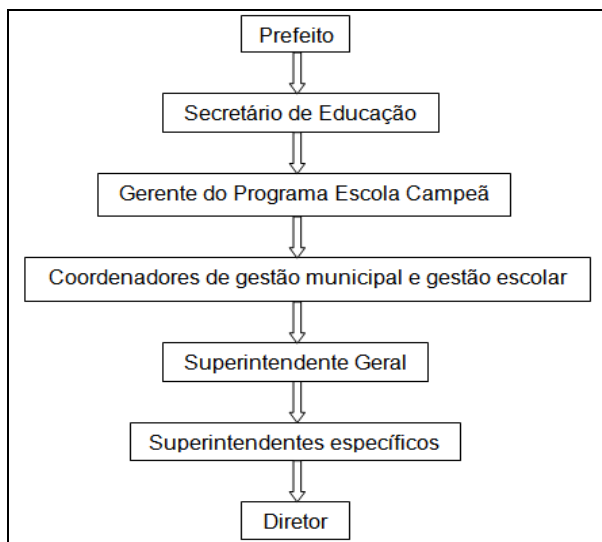 Prefeito
Secretário de Educação
Gerente do Programa Escola Campeã
Coordenadores de gestão municipal e gestão escolar
Superintendente Geral
Superintendentes específicos
Diretor